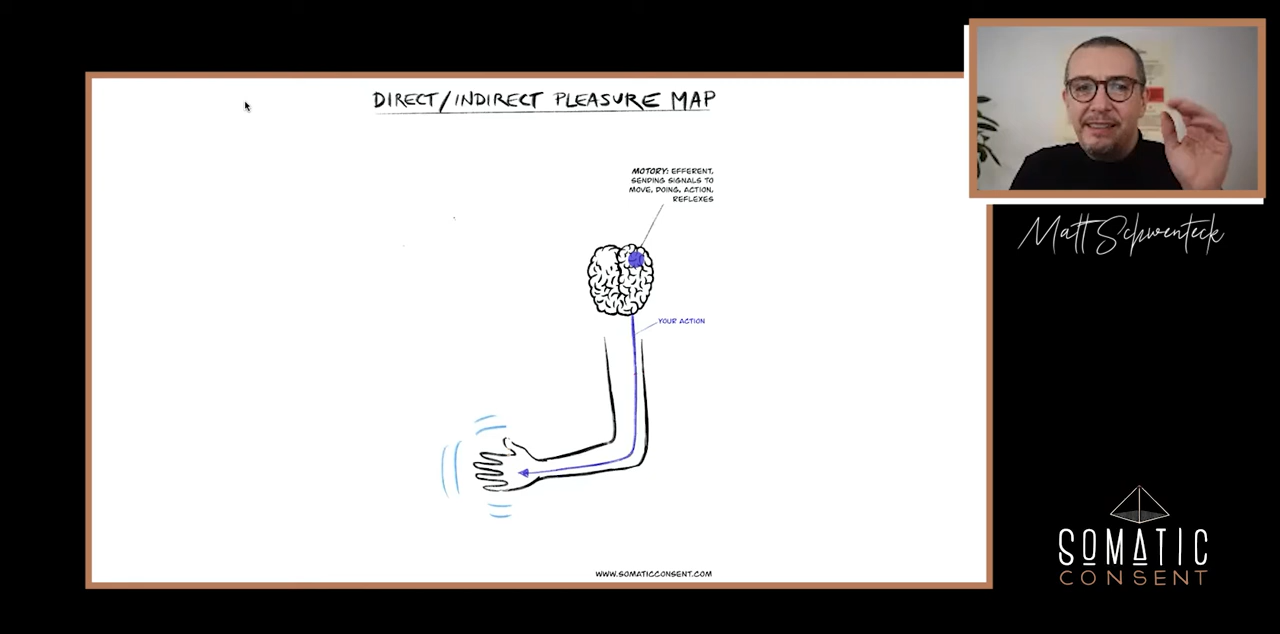 DIRECT/INDIRECT PLEASURE MAP
MOTORY: EFFERENT,
SENDING SIGNALS TO
MOVE, DOING, ACTION,
REFLEXES
YOUR ACTION
WWW.SOMATICCONSENT.COM
Matt Schwenteck
SOMATIC
CONSENT